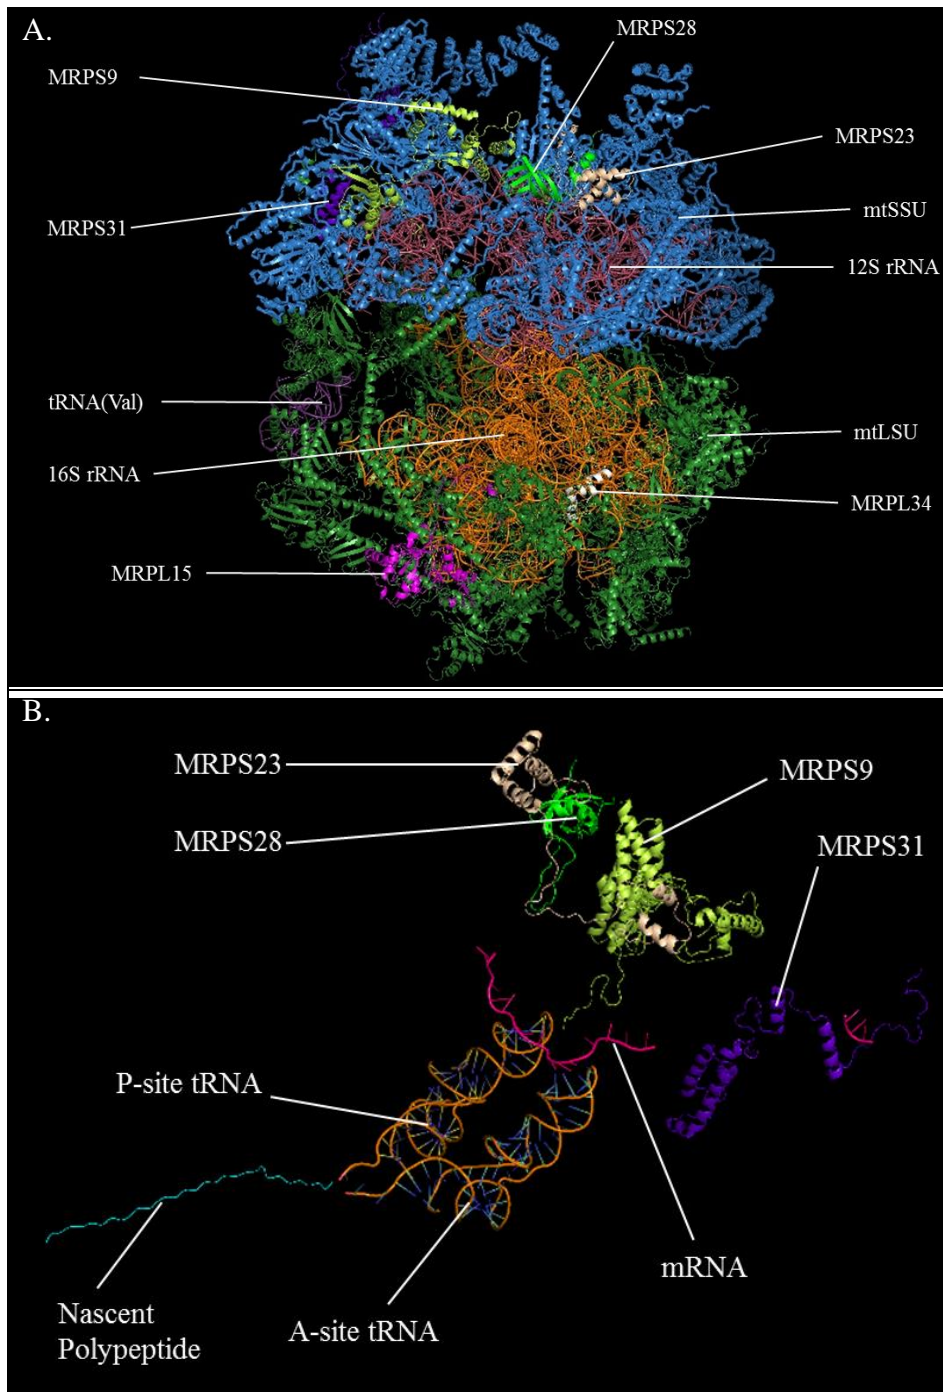 A.
MRPS28
MRPS9
MRPS23
mtSSU
MRPS31
12S rRNA
tRNA(Val)
mtLSU
16S rRNA
MRPL34
MRPL15
B.
MRPS23
MRPS9
MRPS28
MRPS31
P-site tRNA
mRNA
Nascent
Polypeptide
A-site tRNA